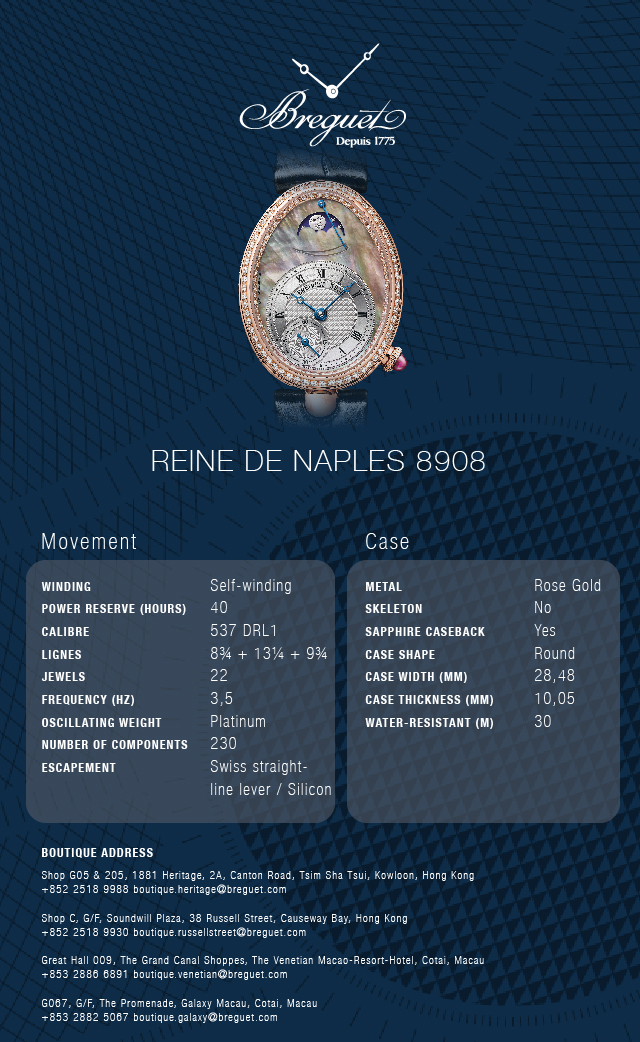 Breguet
Depuis 1775
REINE DE NAPLES 8908
Movement
WINDING Self-winding
POWER RESERVE (HOURS) 40
CALIBRE 537 DRL1
LIGNES 8¾ + 13¼ + 9¾
JEWELS 22
FREQUENCY (HZ) 3,5
OSCILLATING WEIGHT Platinum
NUMBER OF COMPONENTS 230
ESCAPEMENT Swiss straight-
line lever / Silicon
Case
METAL Rose Gold
SKELETON No
SAPPHIRE CASEBACK Yes
CASE SHAPE Round
CASE WIDTH (MM) 28,48
CASE THICKNESS (MM) 10,05
WATER-RESISTANT (M) 30
BOUTIQUE ADDRESS
Shop G05 & 205, 1881 Heritage, 2A, Canton Road, Tsim Sha Tsui, Kowloon, Hong Kong
+852 2518 9988 boutique.heritage@breguet.com
Shop C, G/F, Soundwill Plaza, 38 Russell Street, Causeway Bay, Hong Kong
+852 2518 9930 boutique.russellstreet@breguet.com
Great Hall 009, The Grand Canal Shoppes, The Venetian Macao-Resort-Hotel, Cotai, Macau
+853 2886 6891 boutique.venetian@breguet.com
G067, G/F, The Promenade, Galaxy Macau, Cotai, Macau
+853 2882 5067 boutique.galaxy@breguet.com